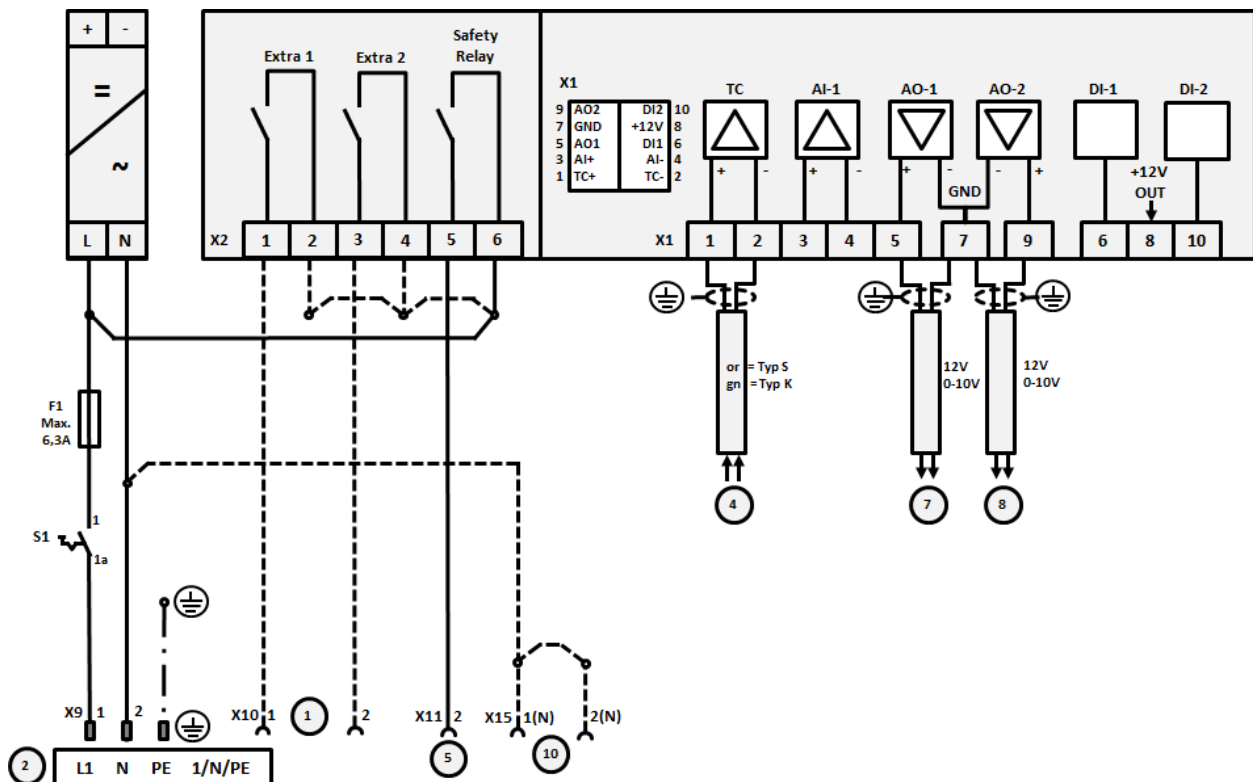 + -
=
~
L N
Extra 1
Extra 2
Safety
Relay
X2 1 2 3 4 5 6
X1
9 AO2 DI2 10
7 GND +12V 8
5 AO1 DI1 6
3 AI+ AI- 4
1 TC+ TC- 2
TC AI-1 AO-1 AO-2 DI-1 DI-2
+ - + - + - - +
GND
+12V
OUT
X1 1 2 3 4 5 7 9 6 8 10
F1
Max.
6,3A
or = Typ S
gn =Typ K
12V
0-10V
12V
0-10V
4
7
8
S1
1
1a
X9 1 2
X10 1
1
2
X11 2
5
X15 1(N)
10
2(N)
2
L1 N PE 1/N/PE